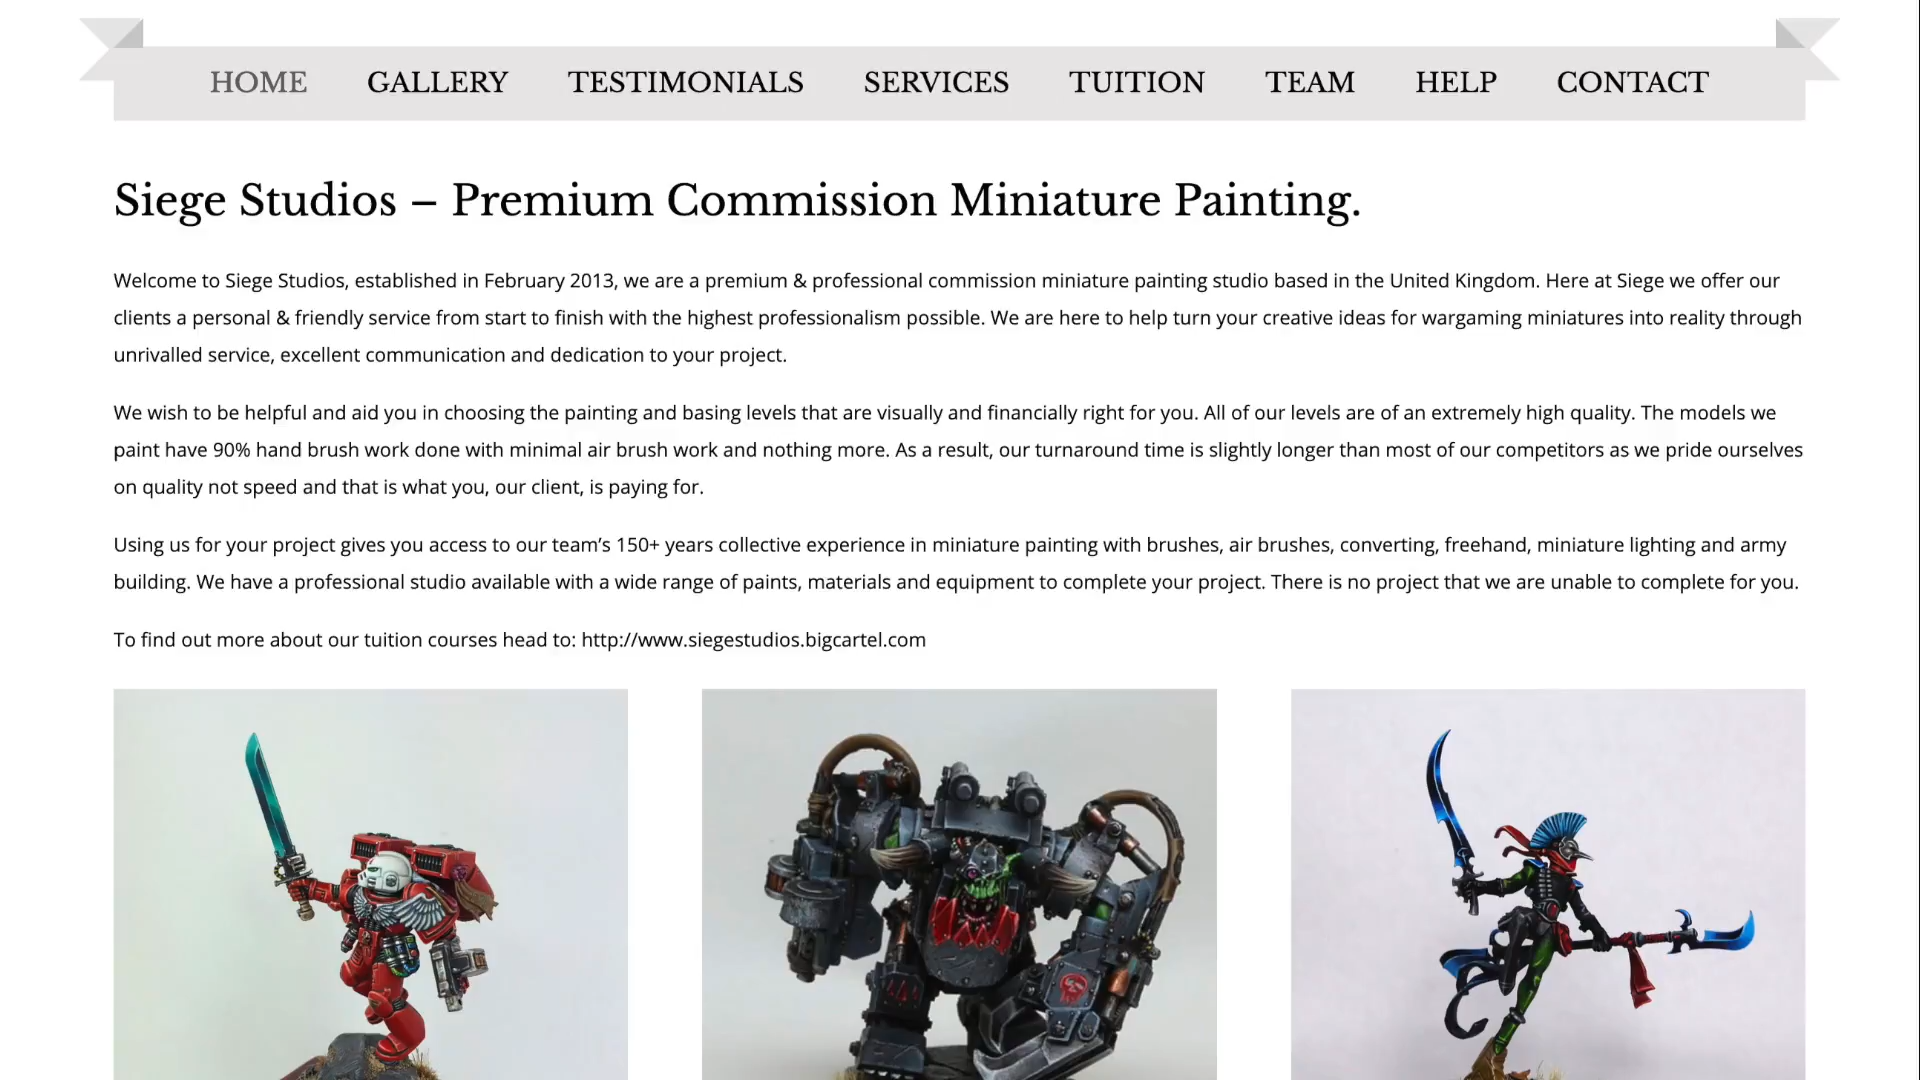 HOME GALLERY TESTIMONIALS SERVICES TUITION TEAM HELP CONTACT
Siege Studios – Premium Commission Miniature Painting.
Welcome to Siege Studios, established in February 2013, we are a premium & professional commission miniature painting studio based in the United Kingdom. Here at Siege we offer our
clients a personal & friendly service from start to finish with the highest professionalism possible. We are here to help turn your creative ideas for wargaming miniatures into reality through
unrivalled service, excellent communication and dedication to your project.
We wish to be helpful and aid you in choosing the painting and basing levels that are visually and financially right for you. All of our levels are of an extremely high quality. The models we
paint have 90% hand brush work done with minimal air brush work and nothing more. As a result, our turnaround time is slightly longer than most of our competitors as we pride ourselves
on quality not speed and that is what you, our client, is paying for.
Using us for your project gives you access to our team’s 150+ years collective experience in miniature painting with brushes, air brushes, converting, freehand, miniature lighting and army
building. We have a professional studio available with a wide range of paints, materials and equipment to complete your project. There is no project that we are unable to complete for you.
To find out more about our tuition courses head to: http://www.siegestudios.bigcartel.com